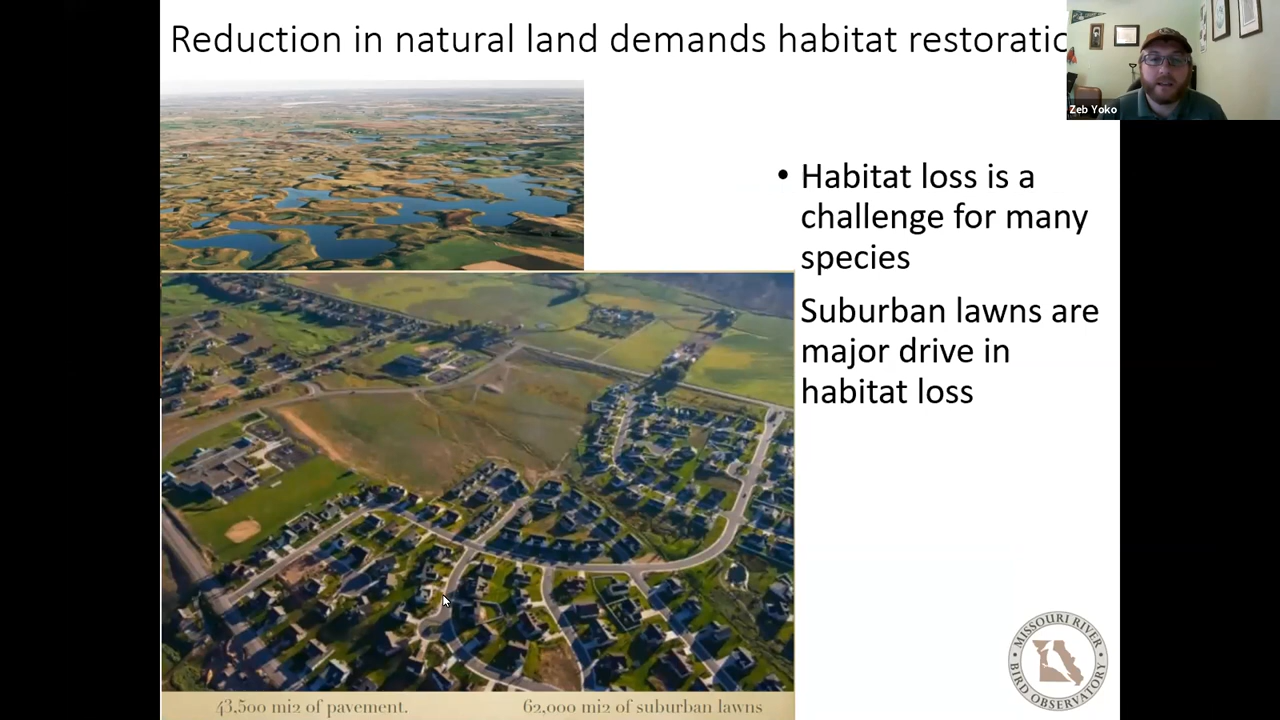 Reduction in natural land demands habitat restoratio
Zeb Yoko
• Habitat loss is a
challenge for many
species
Suburban lawns are
major drive in
habitat loss
43,500 mi2 of pavement.
62,000 mi2 of suburban lawns
• MISSOURI RIVER •
BIRD OBSERVATORY